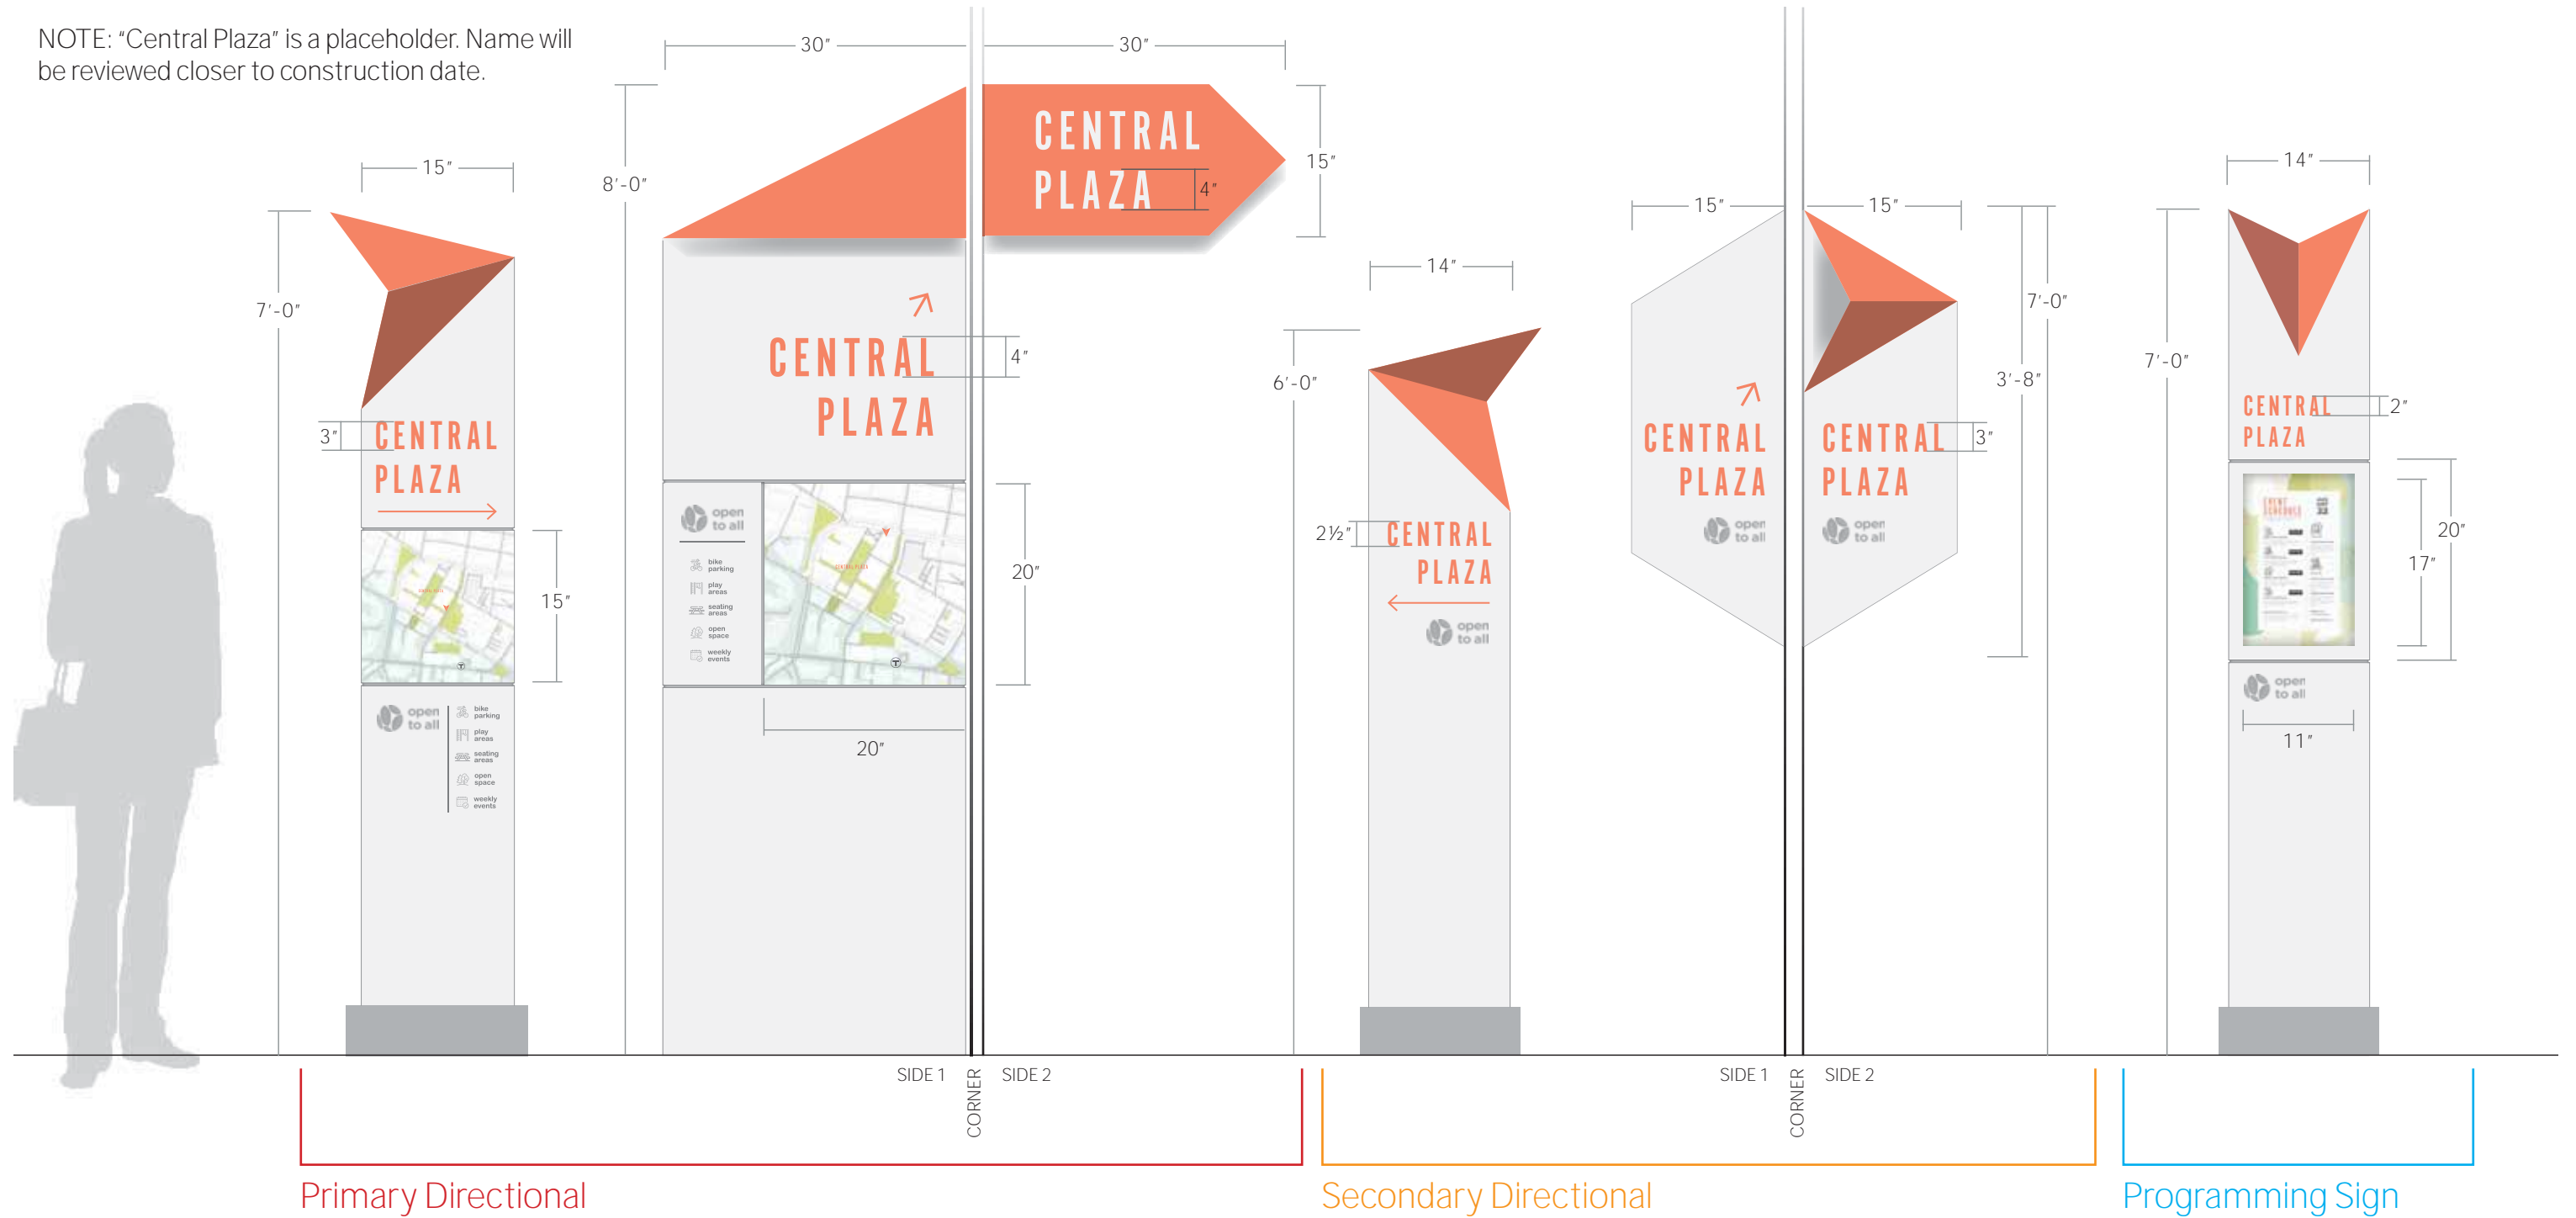 NOTE: “Central Plaza” is a placeholder. Name will
be reviewed closer to construction date.
15”
7’-0”
3”
CENTRAL
PLAZA
15”
open
to all
bike
parking
play
areas
seating
areas
open
space
weekly
events
30”
30”
8’-0”
CENTRAL
PLAZA
4”
15”
CENTRAL
PLAZA
4”
open
to all
bike
parking
play
areas
seating
areas
open
space
weekly
events
CENTRAL PLAZA
T
20”
20”
SIDE 1
CORNER
SIDE 2
Primary Directional
14”
6’-0”
2½”
CENTRAL
PLAZA
open
to all
15”
15”
7’-0”
3’-8”
CENTRAL
PLAZA
open
to all
CENTRAL
PLAZA
3”
open
to all
SIDE 1
CORNER
SIDE 2
Secondary Directional
14”
7’-0”
CENTRAL
PLAZA
2”
EVENT
SCHEDULE
20”
17”
open
to all
11”
Programming Sign